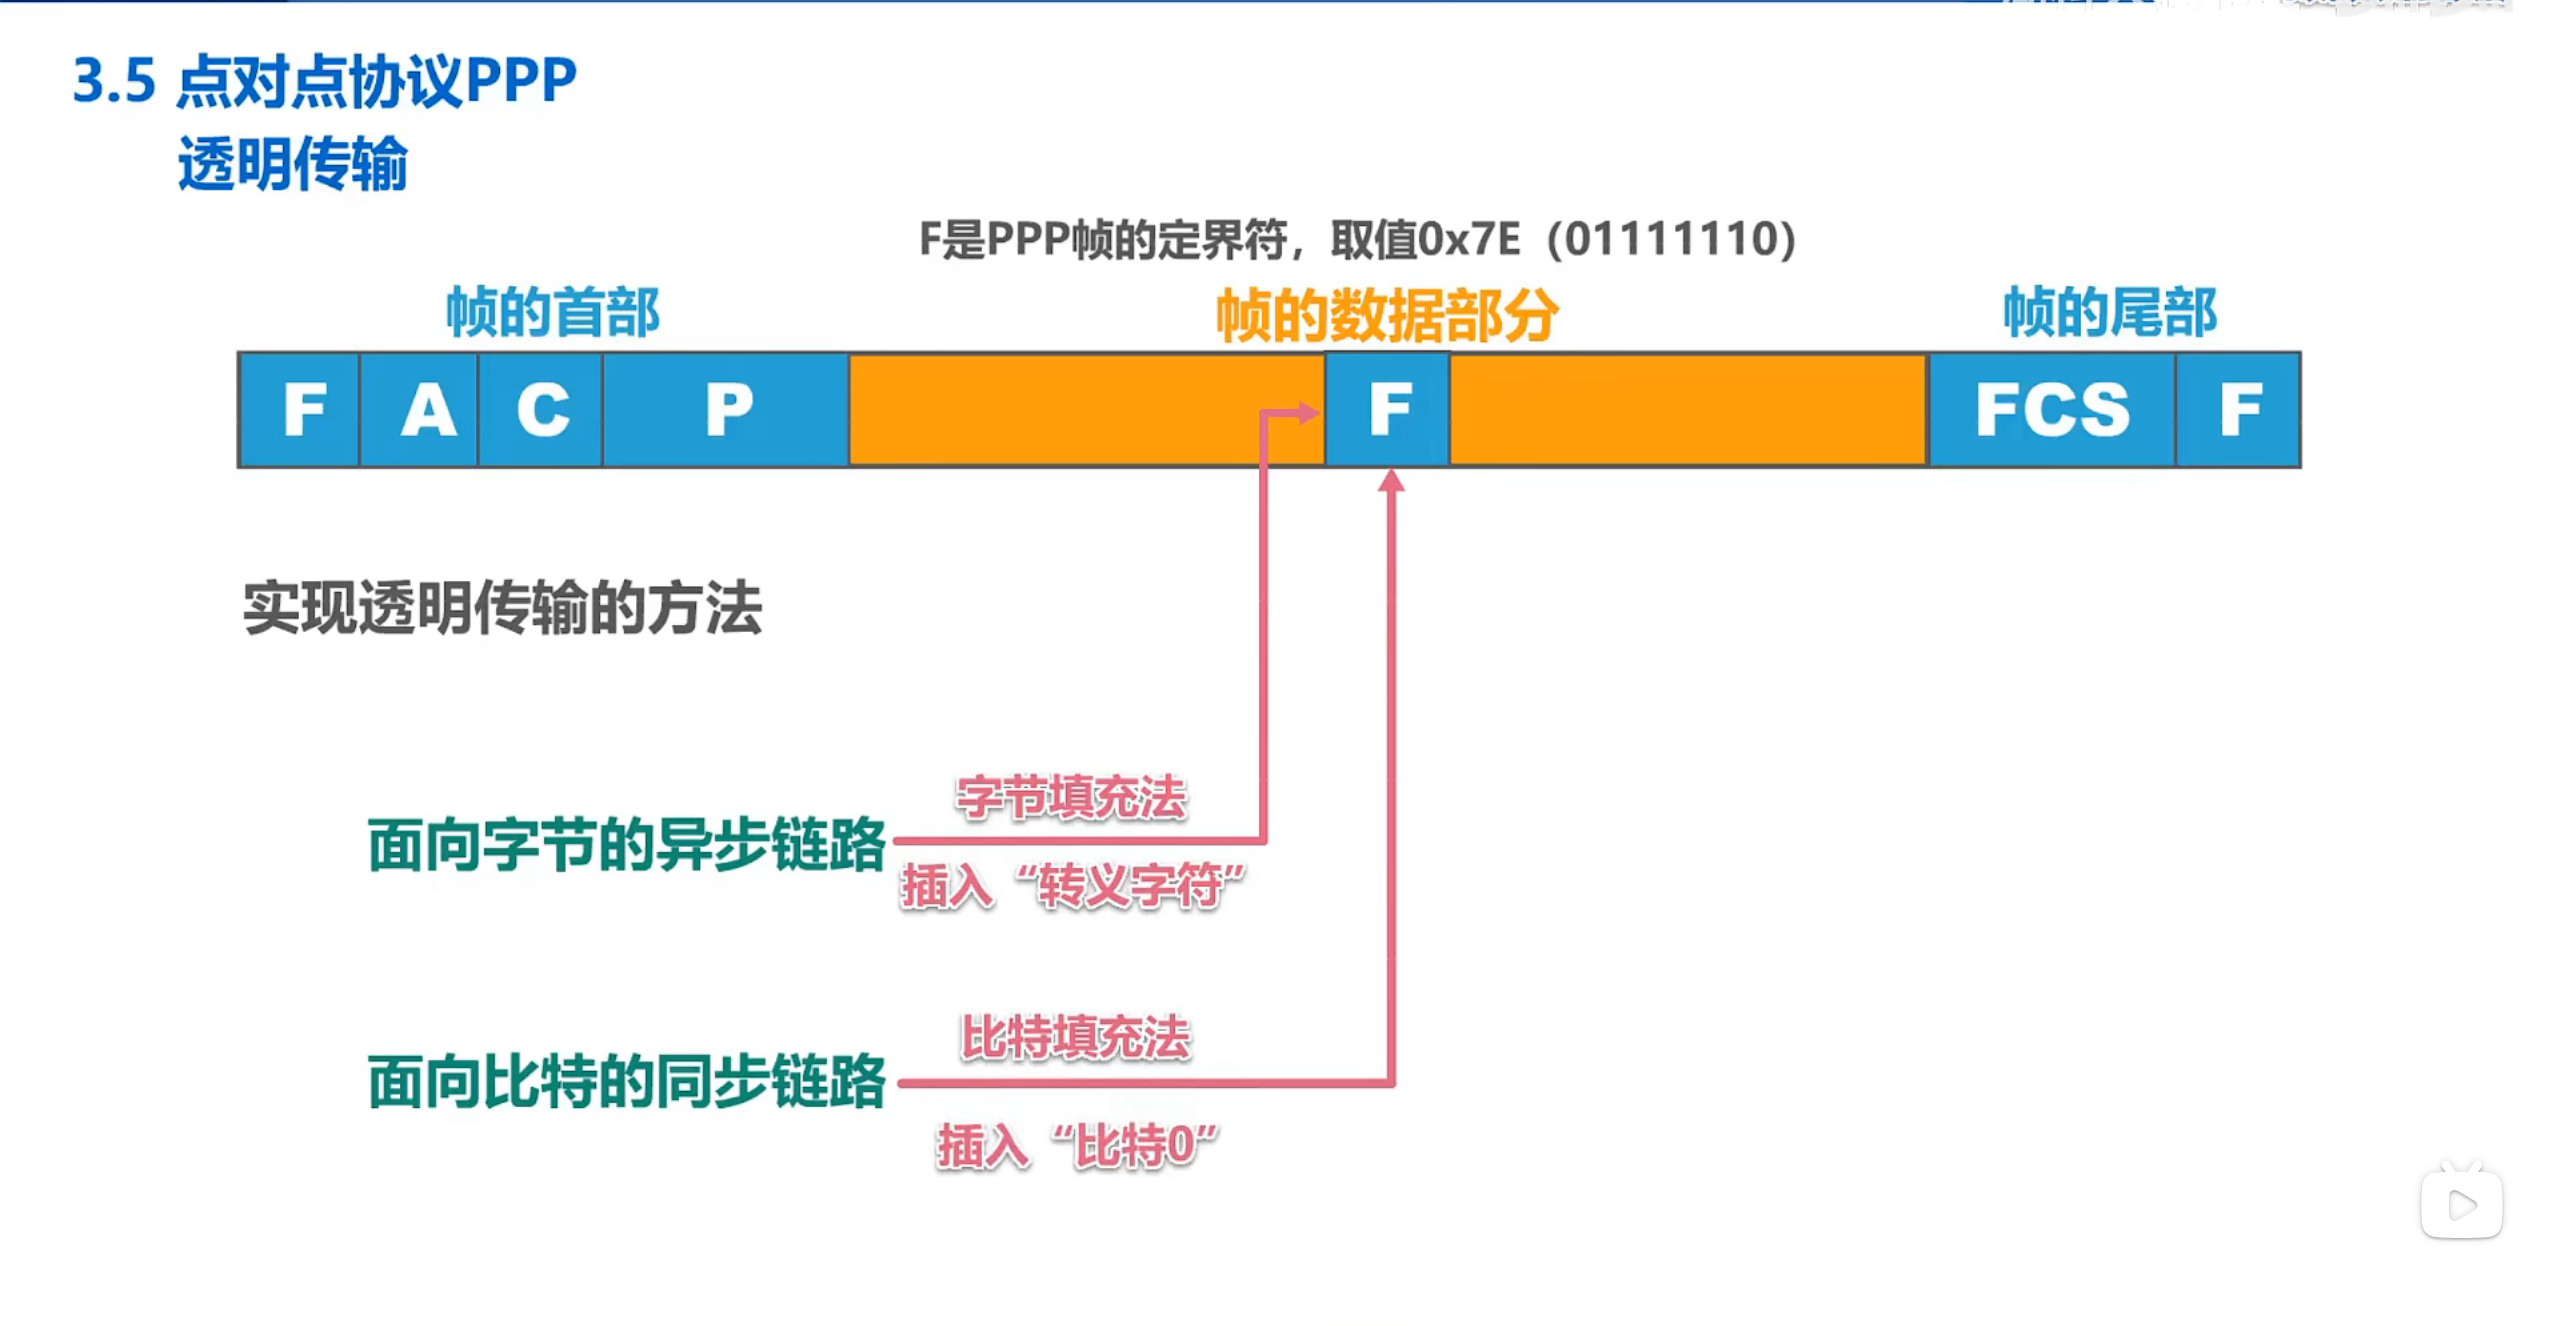 3.5 点对点协议PPP
透明传输
F是PPP帧的定界符，取值0x7E（01111110）
帧的首部
帧的数据部分
帧的尾部
F A C P F FCS F
实现透明传输的方法
字节填充法
面向字节的异步链路
插入“转义字符”
比特填充法
面向比特的同步链路
插入“比特0”